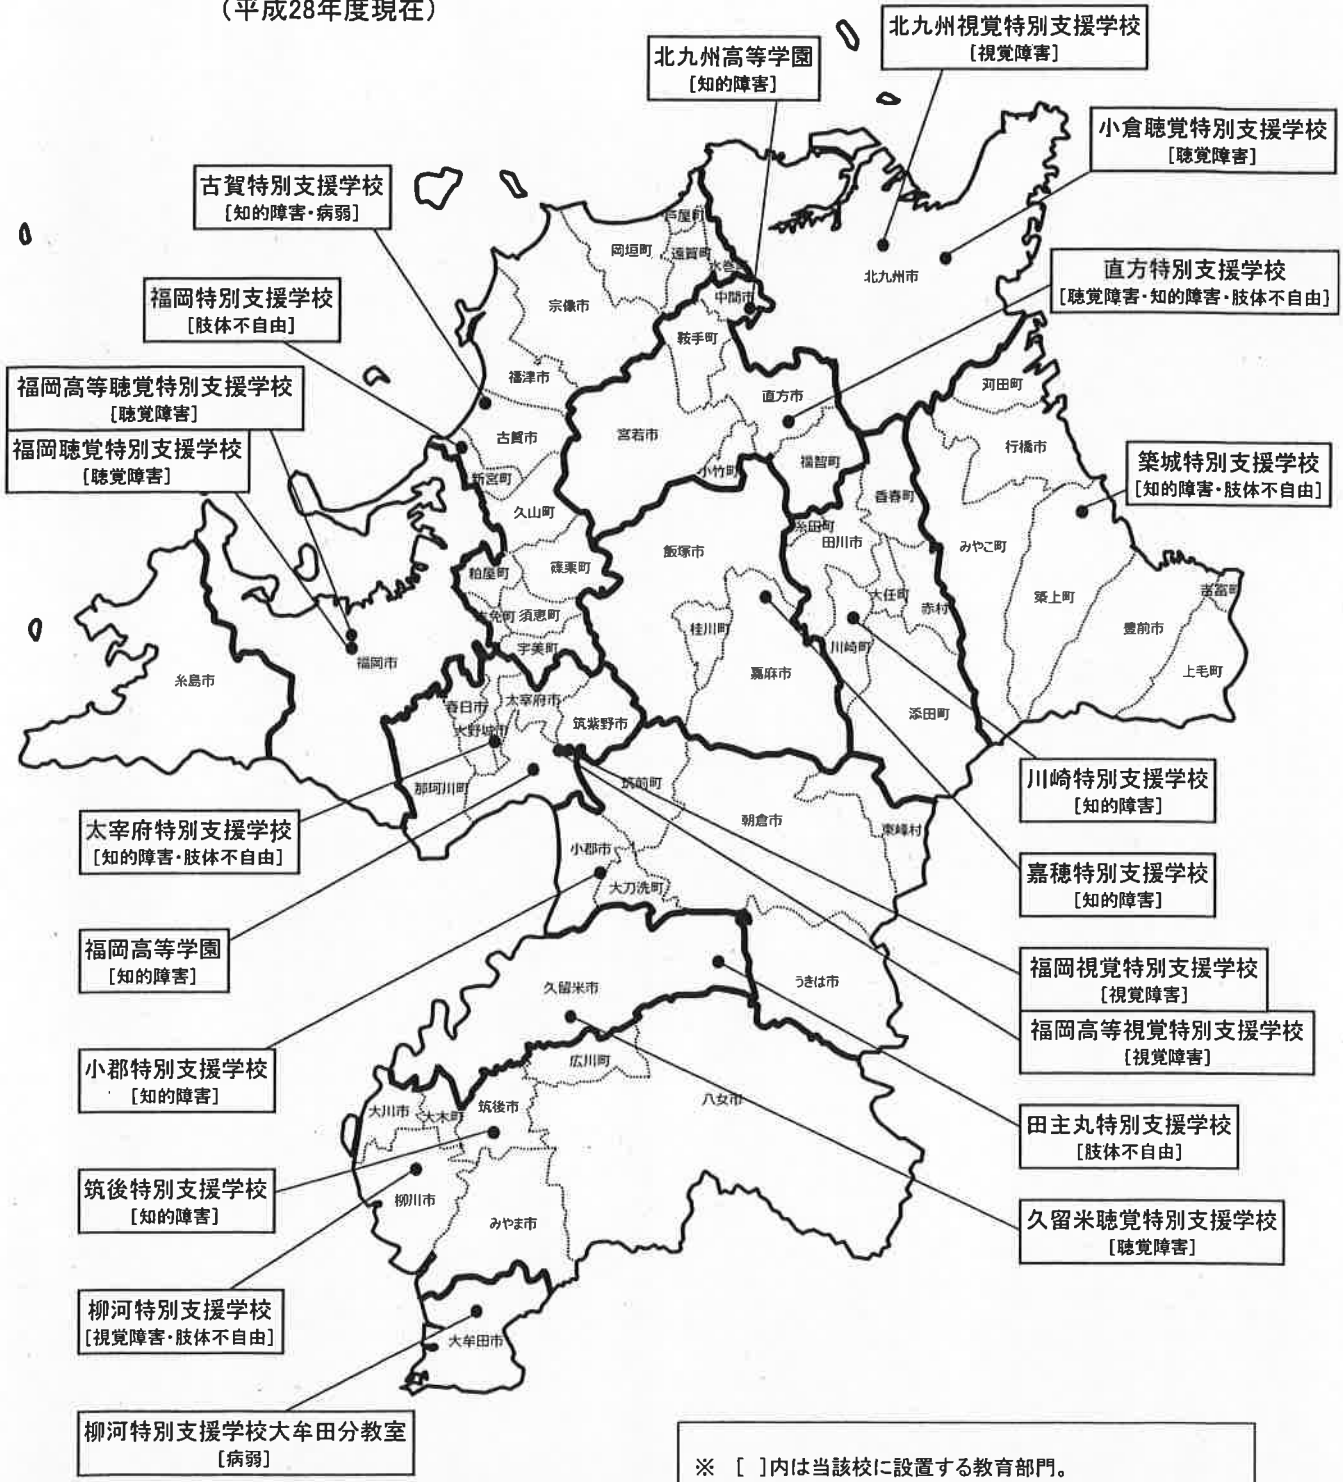 (平成28年度現在)
北九州視覚特別支援学校
[視覚障害]
北九州高等学園
[知的障害]
小倉聴覚特別支援学校
[聴覚障害]
古賀特別支援学校
[知的障害・病弱]
直方特別支援学校
[聴覚障害・知的障害・肢体不自由]
福岡特別支援学校
[肢体不自由]
福岡高等聴覚特別支援学校
[聴覚障害]
福岡聴覚特別支援学校
[聴覚障害]
築城特別支援学校
[知的障害・肢体不自由]
芦屋町
岡垣町
遠賀町
水巻
北九州市
中間市
宗像市
鞍手町
福津市
苅田町
直方市
古賀市
宮若市
行橋市
福智町
小竹町
新宮町
香春町
久山町
糸田町
田川市
みやこ町
飯塚市
粕屋町
篠栗町
大任町
吉富町
築上町
赤村
須恵町
免町
桂川町
豊前市
宇美町
川崎町
福岡市
嘉麻市
上毛町
糸島市
太宰府市
春日市
添田町
筑紫野市
大野城市
那珂川町
筑前町
朝倉市
東峰村
小郡市
大刀洗町
うきは市
久留米市
広川町
八女市
筑後市
大川市
大木町
柳川市
みやま市
大牟田市
川崎特別支援学校
[知的障害]
太宰府特別支援学校
[知的障害・肢体不自由]
嘉穂特別支援学校
[知的障害]
福岡高等学園
[知的障害]
福岡視覚特別支援学校
[視覚障害]
福岡高等視覚特別支援学校
[視覚障害]
小郡特別支援学校
[知的障害]
田主丸特別支援学校
[肢体不自由]
筑後特別支援学校
[知的障害]
久留米聴覚特別支援学校
[聴覚障害]
柳河特別支援学校
[視覚障害・肢体不自由]
柳河特別支援学校大牟田分教室
[病弱]
※ [ ]内は当該校に設置する教育部門。